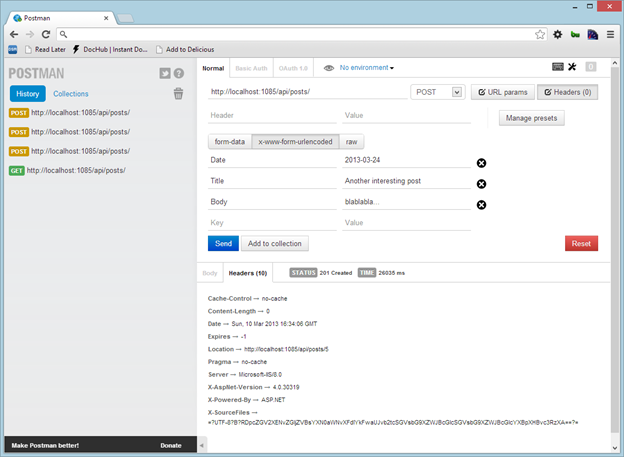 Postman
Read Later
DocHub | Instant Do...
Add to Delicious
POSTMAN
History
Collections
POST http://localhost:1085/api/posts/
POST http://localhost:1085/api/posts/
POST http://localhost:1085/api/posts/
GET http://localhost:1085/api/posts/
Make Postman better!
Donate
Normal
Basic Auth
OAuth 1.0
No environment
0
http://localhost:1085/api/posts/
POST
URL params
Headers (0)
Header
Value
Manage presets
form-data
x-www-form-urlencoded
raw
Date
2013-03-24
Title
Another interesting post
Body
blablabla...
Key
Value
Send
Add to collection
Reset
Body
Headers (10)
STATUS 201 Created
TIME 26035 ms
Cache-Control → no-cache
Content-Length → 0
Date → Sun, 10 Mar 2013 16:34:06 GMT
Expires → -1
Location → http://localhost:1085/api/posts/5
Pragma → no-cache
Server → Microsoft-IIS/8.0
X-AspNet-Version → 4.0.30319
X-Powered-By → ASP.NET
X-SourceFiles →